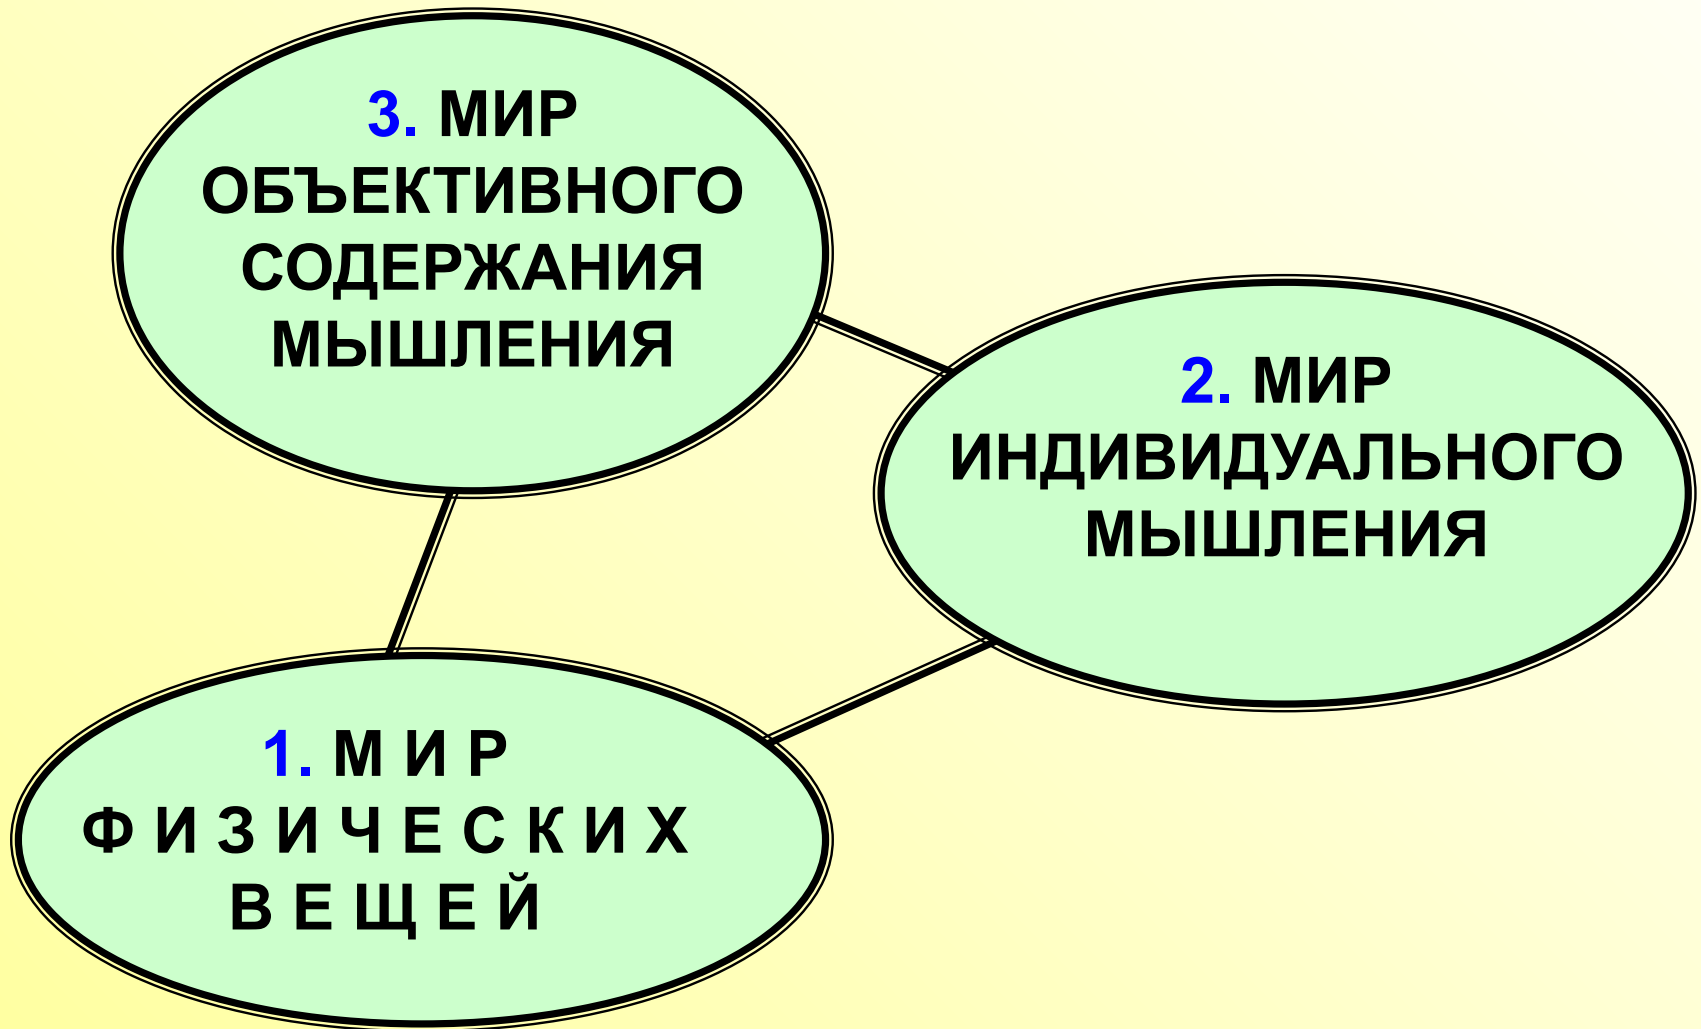 3. МИР
ОБЪЕКТИВНОГО
СОДЕРЖАНИЯ
МЫШЛЕНИЯ
2. МИР
ИНДИВИДУАЛЬНОГО
МЫШЛЕНИЯ
1. М И Р
Ф И З И Ч Е С К И Х
В Е Щ Е Й